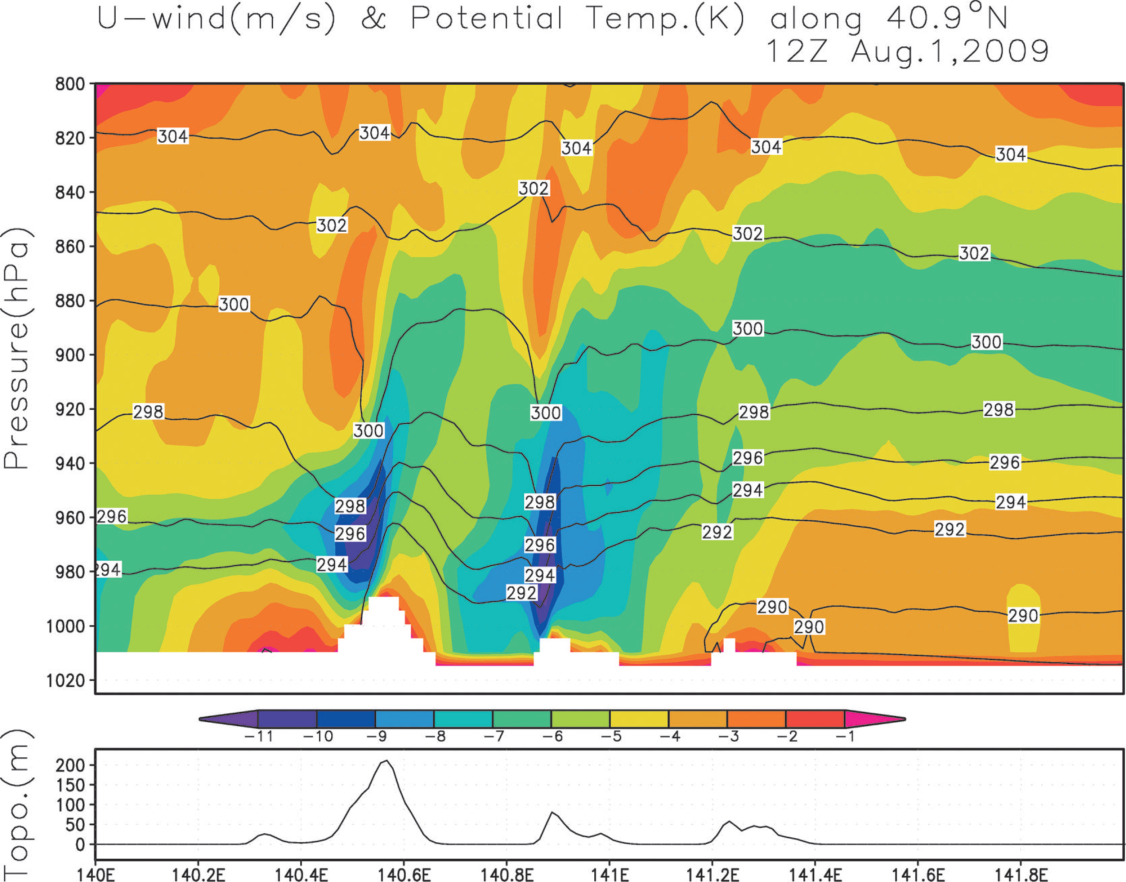 U-wind(m/s) & Potential Temp.(K) along 40.9°N
12Z Aug.1,2009
Pressure(hPa)
800
820
840
860
880
900
920
940
960
980
1000
1020
304 304 304 304 304
302 302 302 302
300 300 300
300 300
298 298 298
298 298
296 296 296
296 296
294 294 294
294 294
292 292 292
290 290 290
-11 -10 -9 -8 -7 -6 -5 -4 -3 -2 -1
Topo.(m)
200
150
100
50
0
140E 140.2E 140.4E 140.6E 140.8E 141E 141.2E 141.4E 141.6E 141.8E